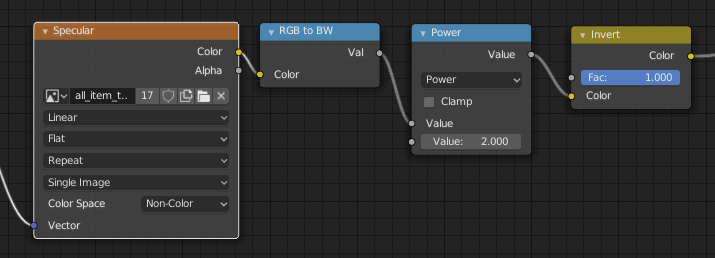 Specular
Color
Alpha
all_item_t.. 17
Linear
Flat
Repeat
Single Image
Color Space Non-Color
Vector
RGB to BW
Val
Color
Power
Value
Power
Clamp
Value
Value: 2.000
Invert
Color
Fac: 1.000
Color